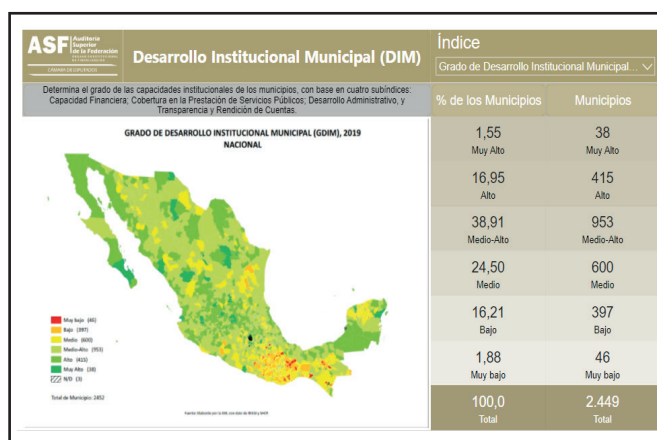 ASF Auditoría
Superior
de la Federación
CÁMARA DE DIPUTADOS
Desarrollo Institucional Municipal (DIM)
Índice
Grado de Desarrollo Institucional Municipal...
Determina el grado de las capacidades institucionales de los municipios, con base en cuatro subíndices:
Capacidad Financiera; Cobertura en la Prestación de Servicios Públicos; Desarrollo Administrativo, y
Transparencia y Rendición de Cuentas.
% de los Municipios Municipios
GRADO DE DESARROLLO INSTITUCIONAL MUNICIPAL (GDIM), 2019
NACIONAL
1,55 38
Muy Alto Muy Alto
16,95 415
Alto Alto
38,91 953
Medio-Alto Medio-Alto
24,50 600
Medio Medio
16,21 397
Bajo Bajo
1,88 46
Muy bajo Muy bajo
100,0 2.449
Total Total
Muy bajo (46)
Bajo (397)
Medio (600)
Medio-Alto (953)
Alto (415)
Muy Alto (38)
N/D (3)
Total de Municipio: 2452